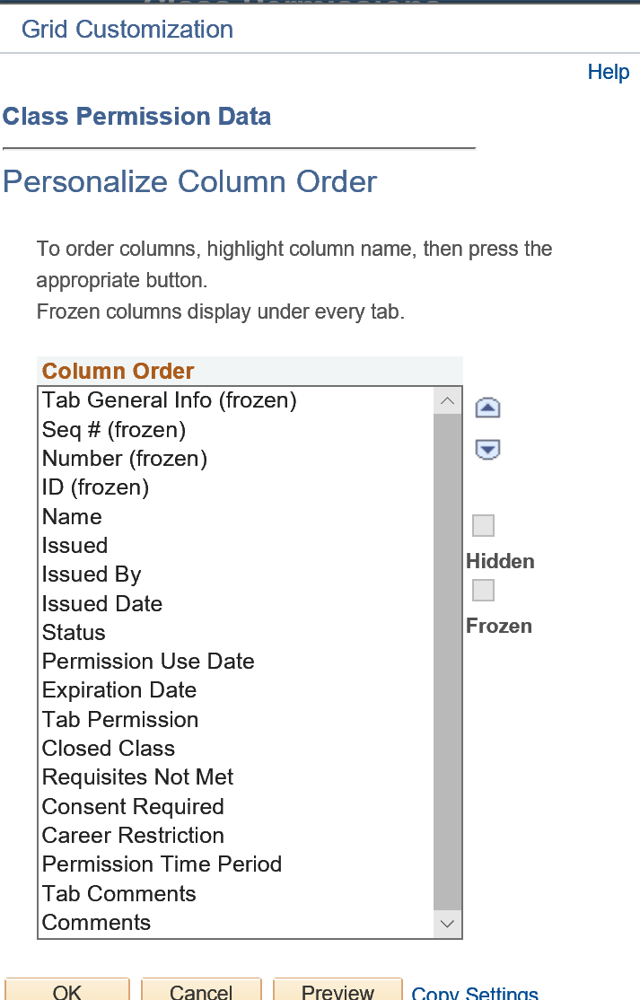 Grid Customization
Help
Class Permission Data
Personalize Column Order
To order columns, highlight column name, then press the
appropriate button.
Frozen columns display under every tab.
Column Order
Tab General Info (frozen)
Seq # (frozen)
Number (frozen)
ID (frozen)
Name
Issued
Issued By
Issued Date
Status
Permission Use Date
Expiration Date
Tab Permission
Closed Class
Requisites Not Met
Consent Required
Career Restriction
Permission Time Period
Tab Comments
Comments
Hidden
Frozen
OK Cancel Preview Copy Settings